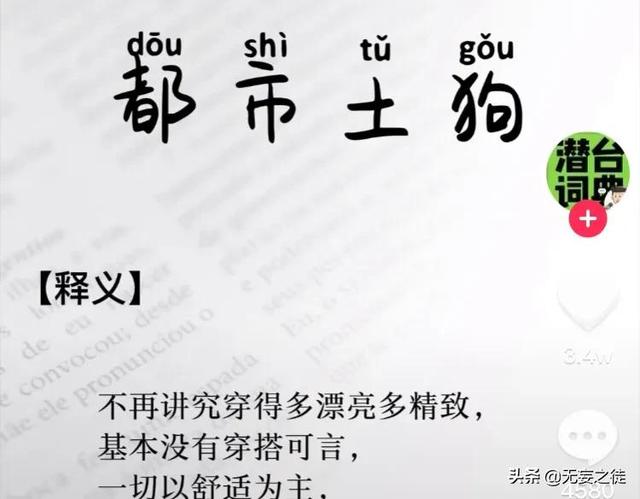 dōu shì tǔ gǒu
都市土狗
潜台
词典
【释义】
3.4w
不再讲究穿得多漂亮多精致，
基本没有穿搭可言，
一切以舒适为主，
4580
头条 @无妄之徒